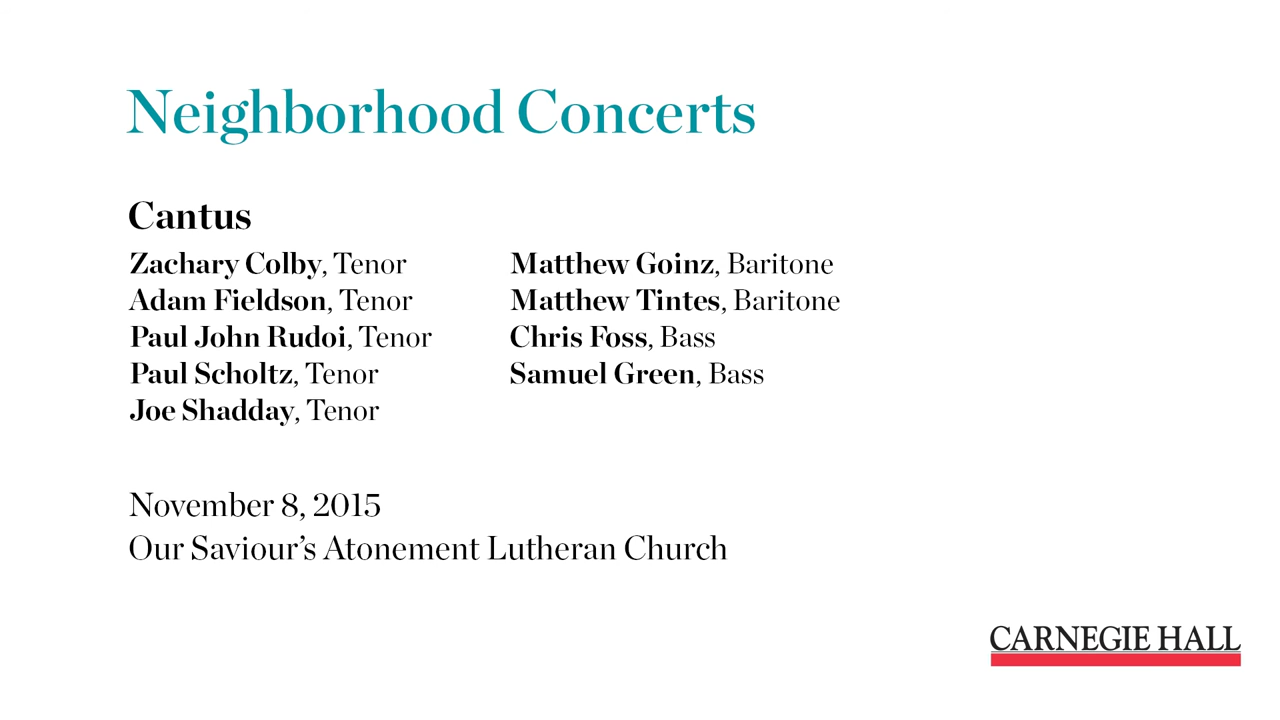 Neighborhood Concerts
Cantus
Zachary Colby, Tenor
Adam Fieldson, Tenor
Paul John Rudoi, Tenor
Paul Scholtz, Tenor
Joe Shadday, Tenor
Matthew Goinz, Baritone
Matthew Tintes, Baritone
Chris Foss, Bass
Samuel Green, Bass
November 8, 2015
Our Saviour’s Atonement Lutheran Church
CARNEGIE HALL